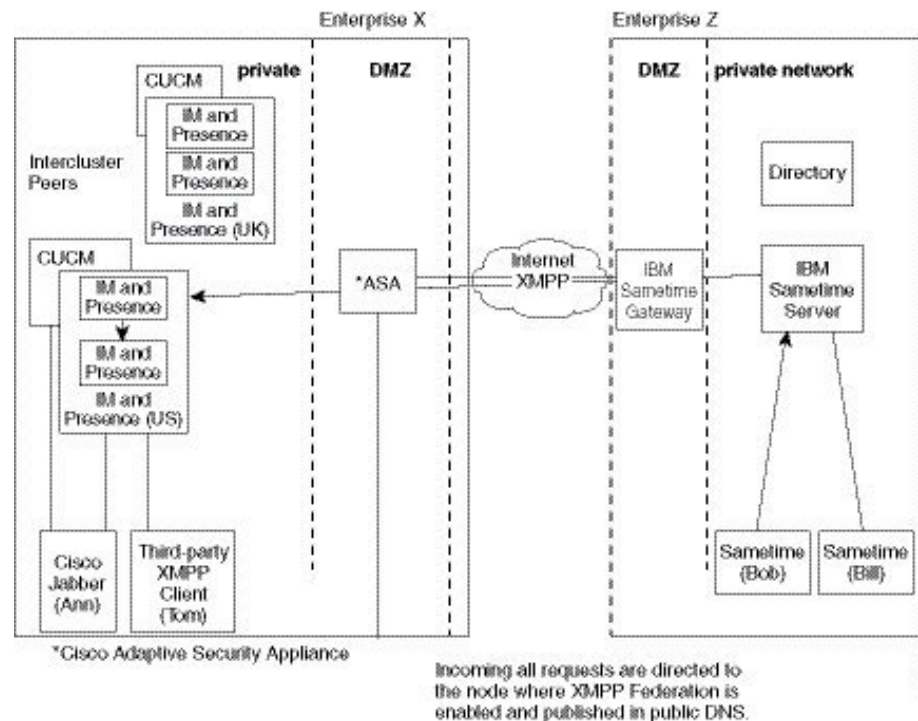 Enterprise X
Enterprise Z
private
DMZ
DMZ
private network
CUCM
IM and
Presence
IM and
Presence
IM and
Presence (UK)
Intercluster
Peers
CUCM
IM and
Presence
IM and
Presence
IM and
Presence (US)
*ASA
Internet
XMPP
IBM
Sametime
Gateway
Directory
IBM
Sametime
Server
Cisco
Jabber
(Ann)
Third-party
XMPP
Client
(Tom)
Sametime
(Bob)
Sametime
(Bill)
*Cisco Adaptive Security Appliance
Incoming all requests are directed to
the node where XMPP Federation is
enabled and published in public DNS.